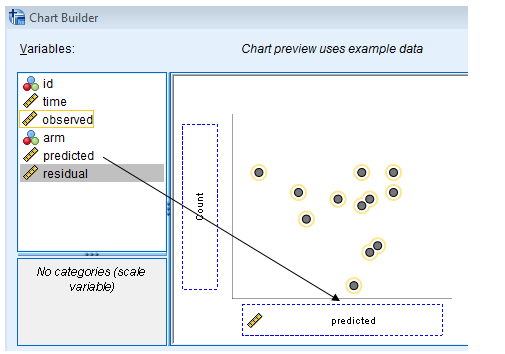 Chart Builder
Variables:
Chart preview uses example data
id
time
observed
arm
predicted
residual
Count
No categories (scale
variable)
predicted